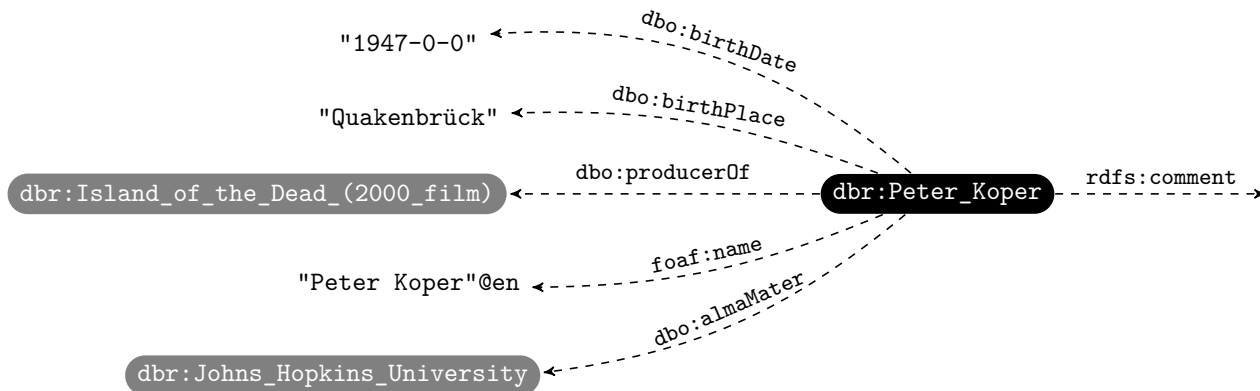 dbo:birthDate
"1947-0-0"
dbo:birthPlace
"Quakenbrück"
dbo:producerOf
rdfs:comment
dbr:Island_of_the_Dead_(2000_film)
dbr:Peter_Koper
foaf:name
"Peter Koper"@en
dbo:almaMater
dbr:Johns_Hopkins_University